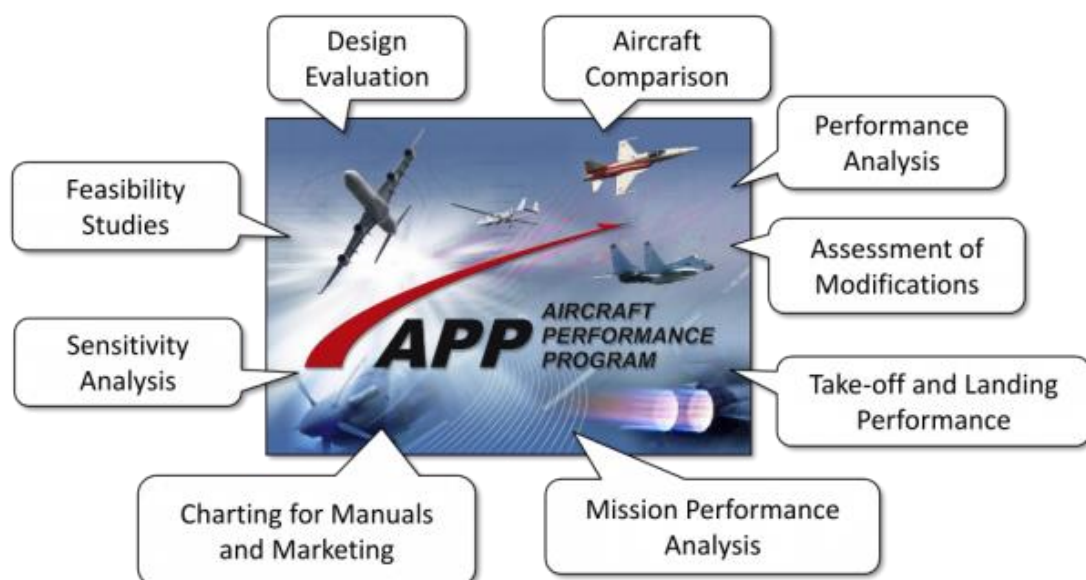 Design
Evaluation
Aircraft
Comparison
Performance
Analysis
Feasibility
Studies
Assessment of
Modifications
APP
AIRCRAFT
PERFORMANCE
PROGRAM
Sensitivity
Analysis
Take-off and Landing
Performance
Charting for Manuals
and Marketing
Mission Performance
Analysis